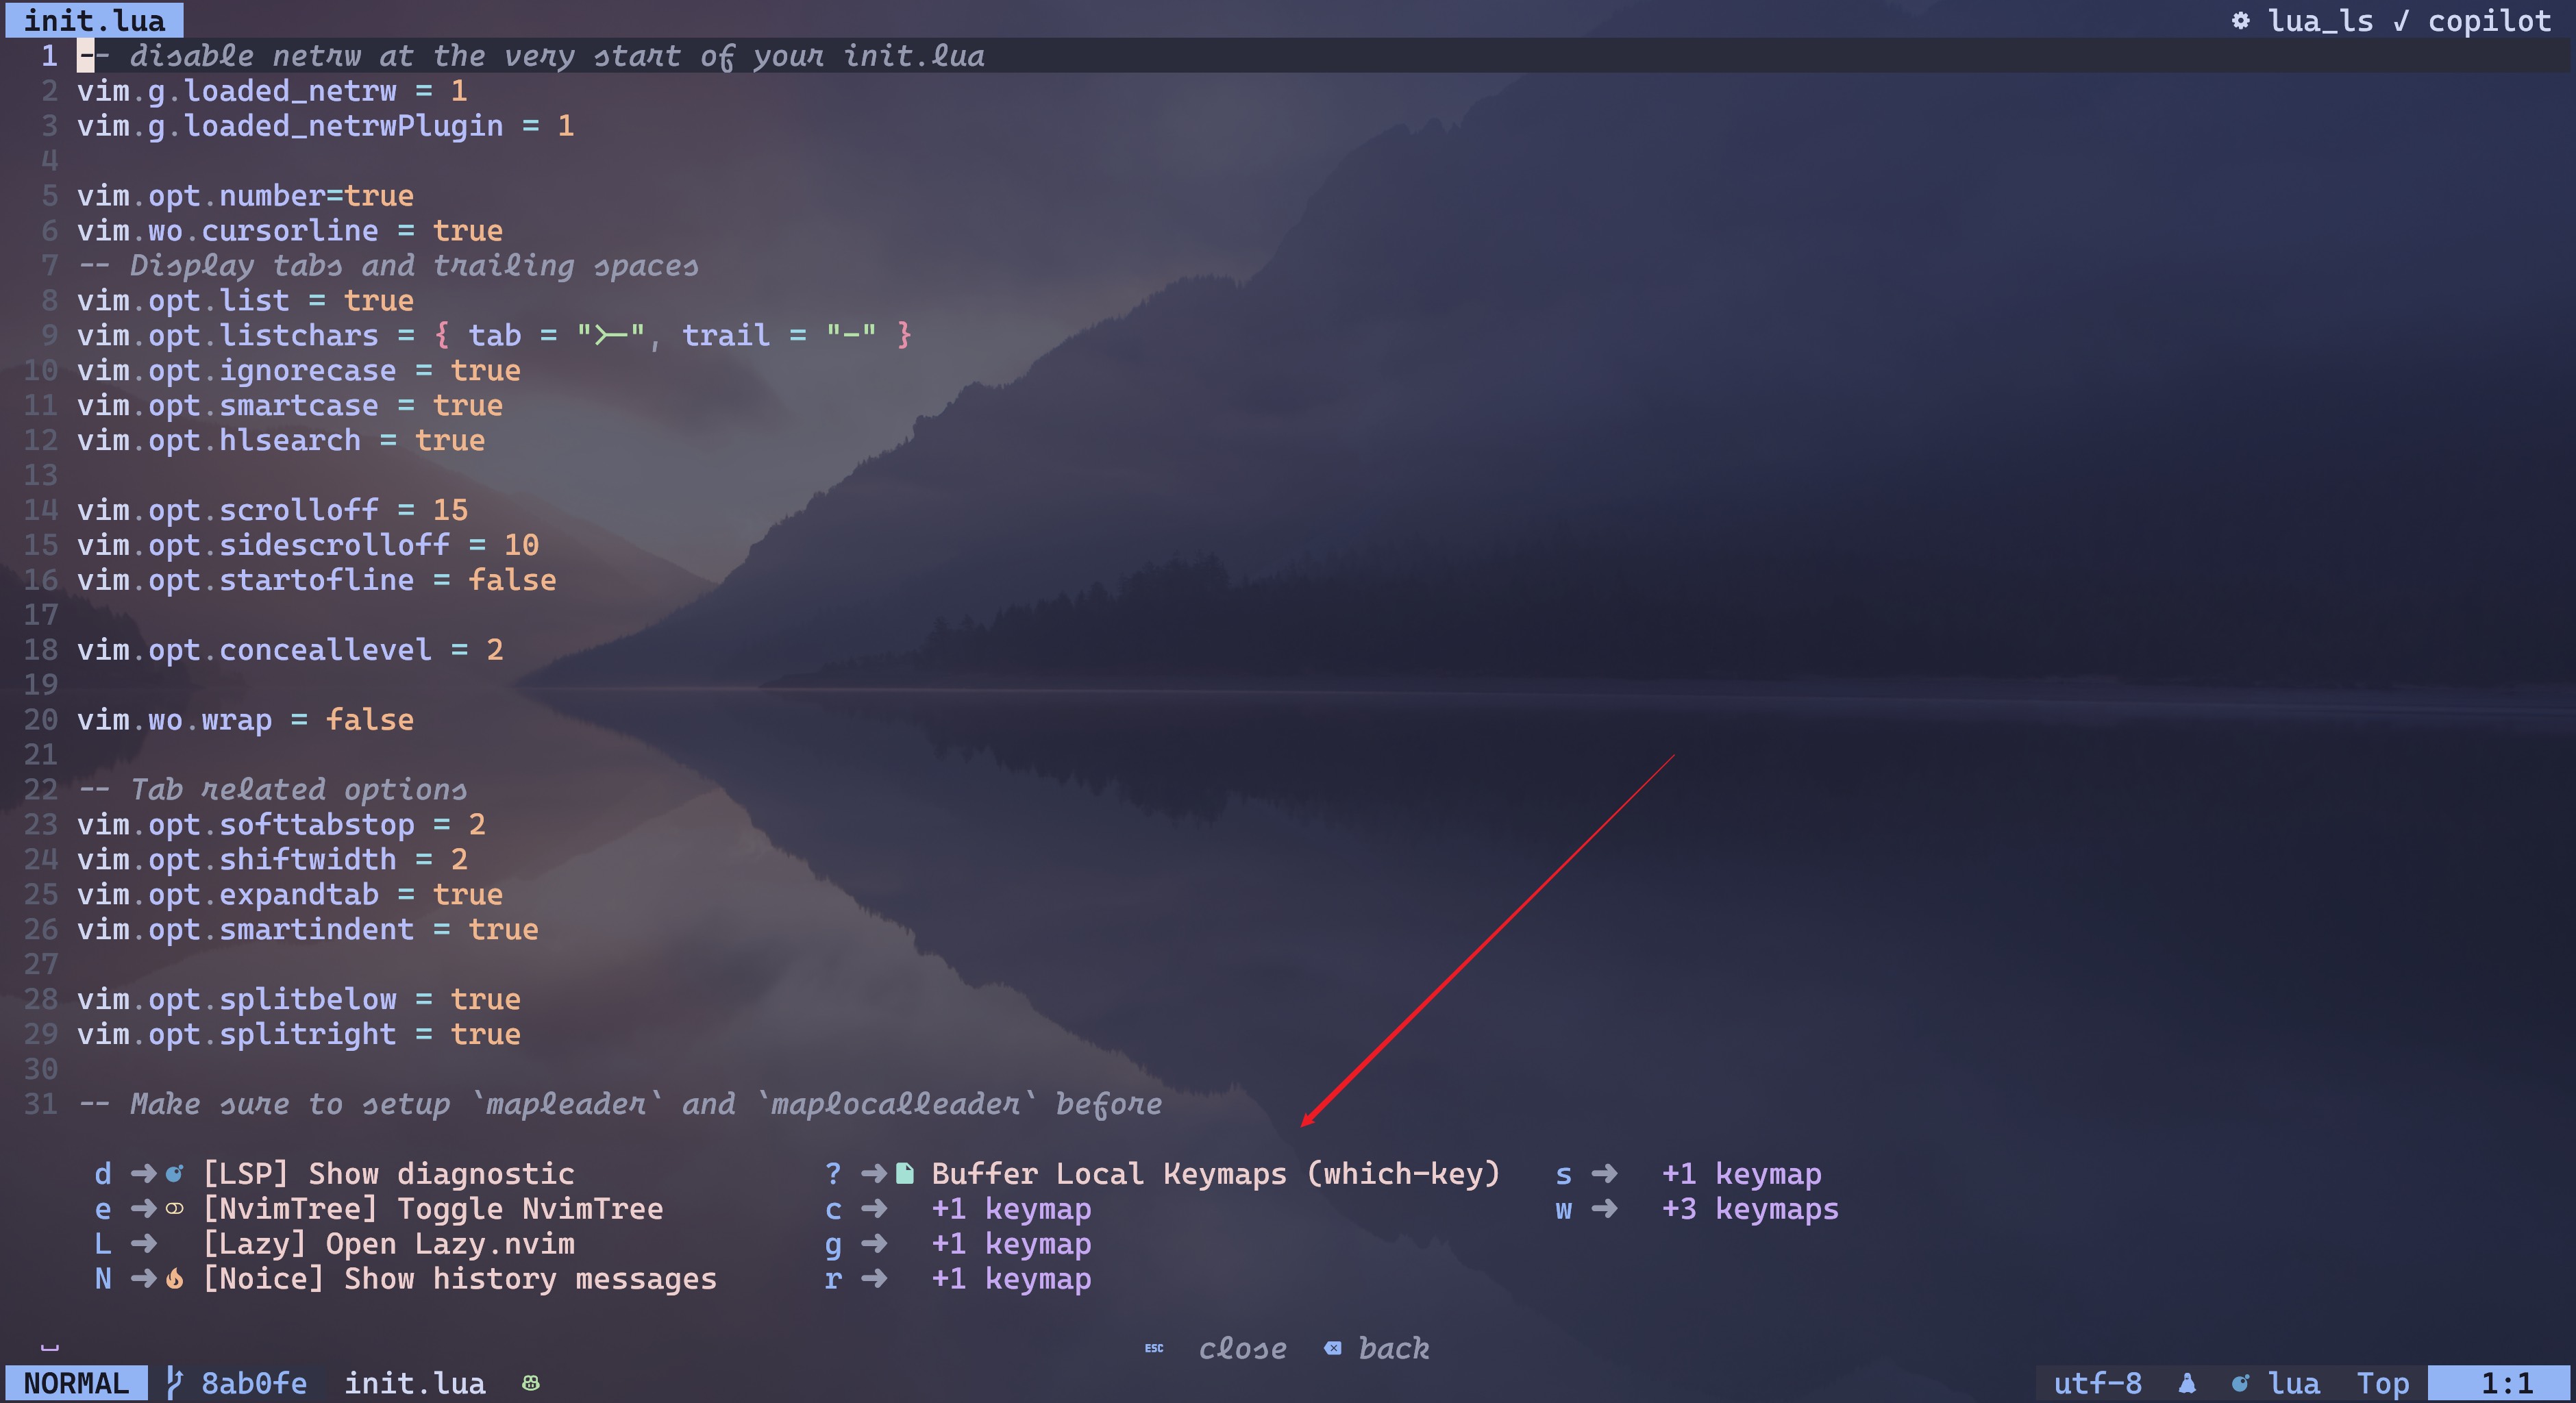 init.lua lua_ls ✓ copilot
1 -- disable netrw at the very start of your init.lua
2 vim.g.loaded_netrw = 1
3 vim.g.loaded_netrwPlugin = 1
4
5 vim.opt.number=true
6 vim.wo.cursorline = true
7 -- Display tabs and trailing spaces
8 vim.opt.list = true
9 vim.opt.listchars = { tab = ">-", trail = "-" }
10 vim.opt.ignorecase = true
11 vim.opt.smartcase = true
12 vim.opt.hlsearch = true
13
14 vim.opt.scrolloff = 15
15 vim.opt.sidescrolloff = 10
16 vim.opt.startofline = false
17
18 vim.opt.conceallevel = 2
19
20 vim.wo.wrap = false
21
22 -- Tab related options
23 vim.opt.softtabstop = 2
24 vim.opt.shiftwidth = 2
25 vim.opt.expandtab = true
26 vim.opt.smartindent = true
27
28 vim.opt.splitbelow = true
29 vim.opt.splitright = true
30
31 -- Make sure to setup `mapleader` and `maplocalleader` before
d → [LSP] Show diagnostic ? → Buffer Local Keymaps (which-key) s → +1 keymap
e → [NvimTree] Toggle NvimTree c → +1 keymap w → +3 keymaps
L → [Lazy] Open Lazy.nvim g → +1 keymap
N → [Noice] Show history messages r → +1 keymap
ESC close back
NORMAL 8ab0fe init.lua utf-8 lua Top 1:1